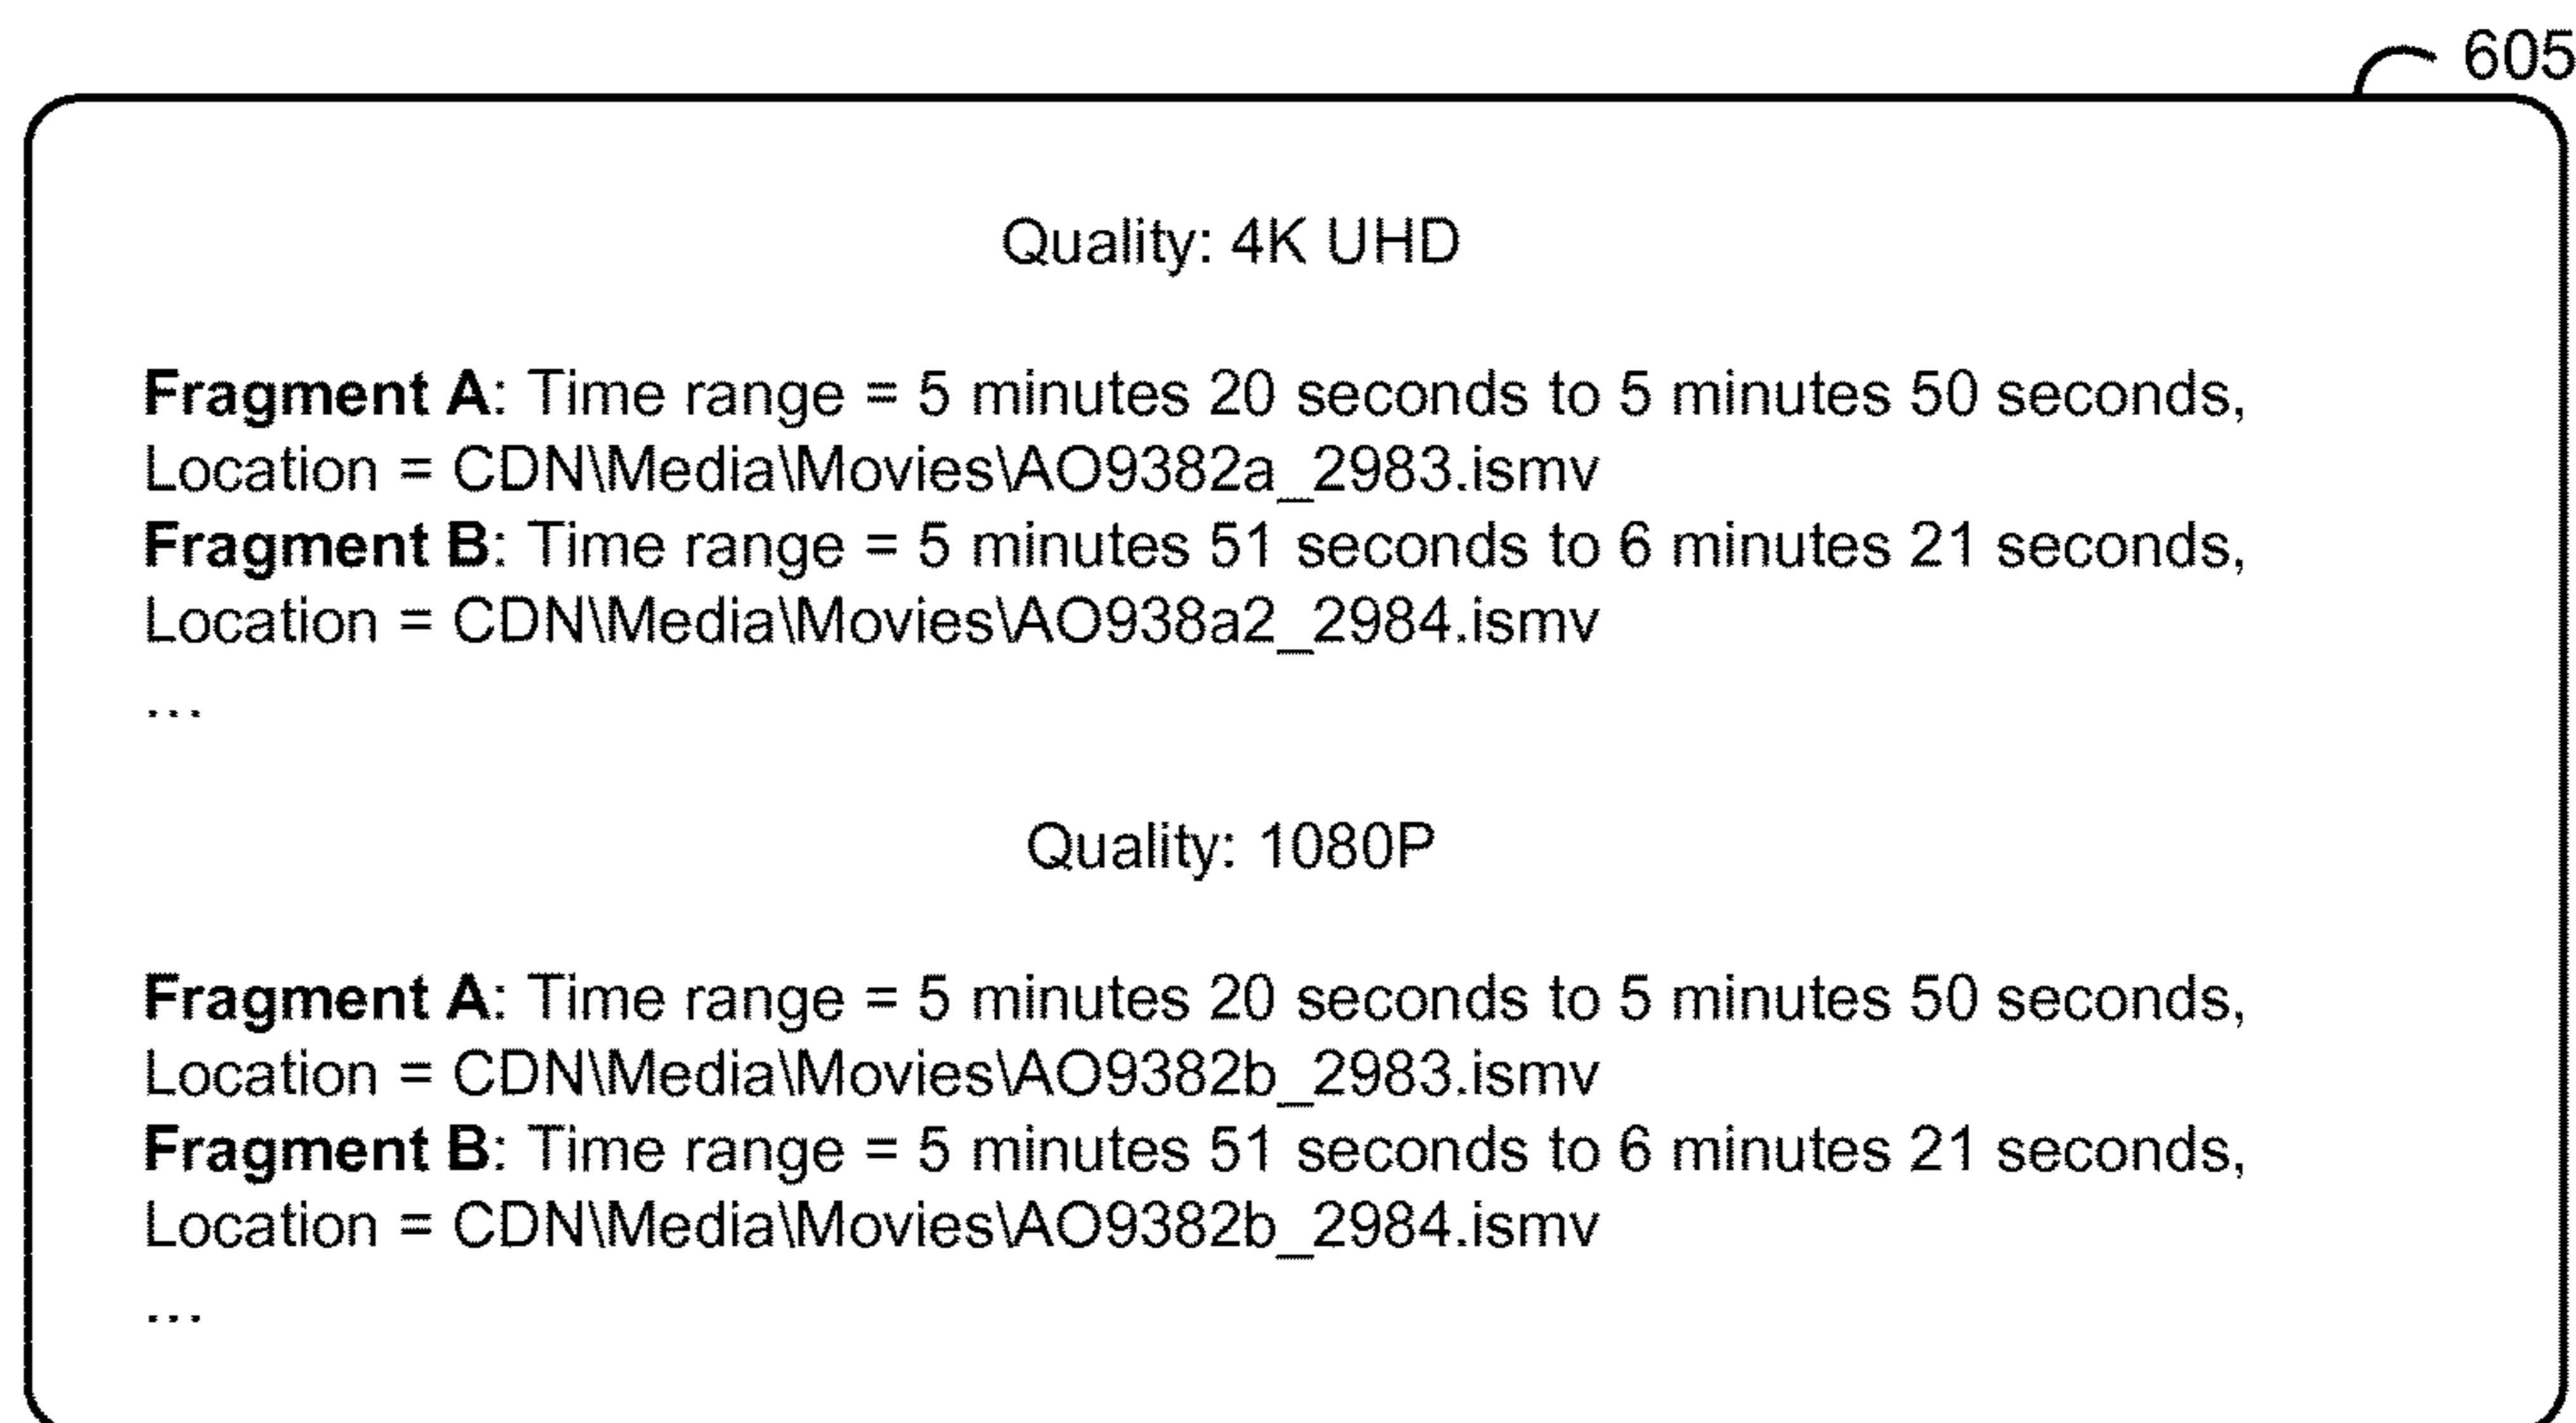 605
Quality: 4K UHD
Fragment A: Time range = 5 minutes 20 seconds to 5 minutes 50 seconds,
Location = CDN\Media\Movies\AO9382a_2983.ismv
Fragment B: Time range = 5 minutes 51 seconds to 6 minutes 21 seconds,
Location = CDN\Media\Movies\AO938a2_2984.ismv
...
Quality: 1080P
Fragment A: Time range = 5 minutes 20 seconds to 5 minutes 50 seconds,
Location = CDN\Media\Movies\AO9382b_2983.ismv
Fragment B: Time range = 5 minutes 51 seconds to 6 minutes 21 seconds,
Location = CDN\Media\Movies\AO9382b_2984.ismv
...